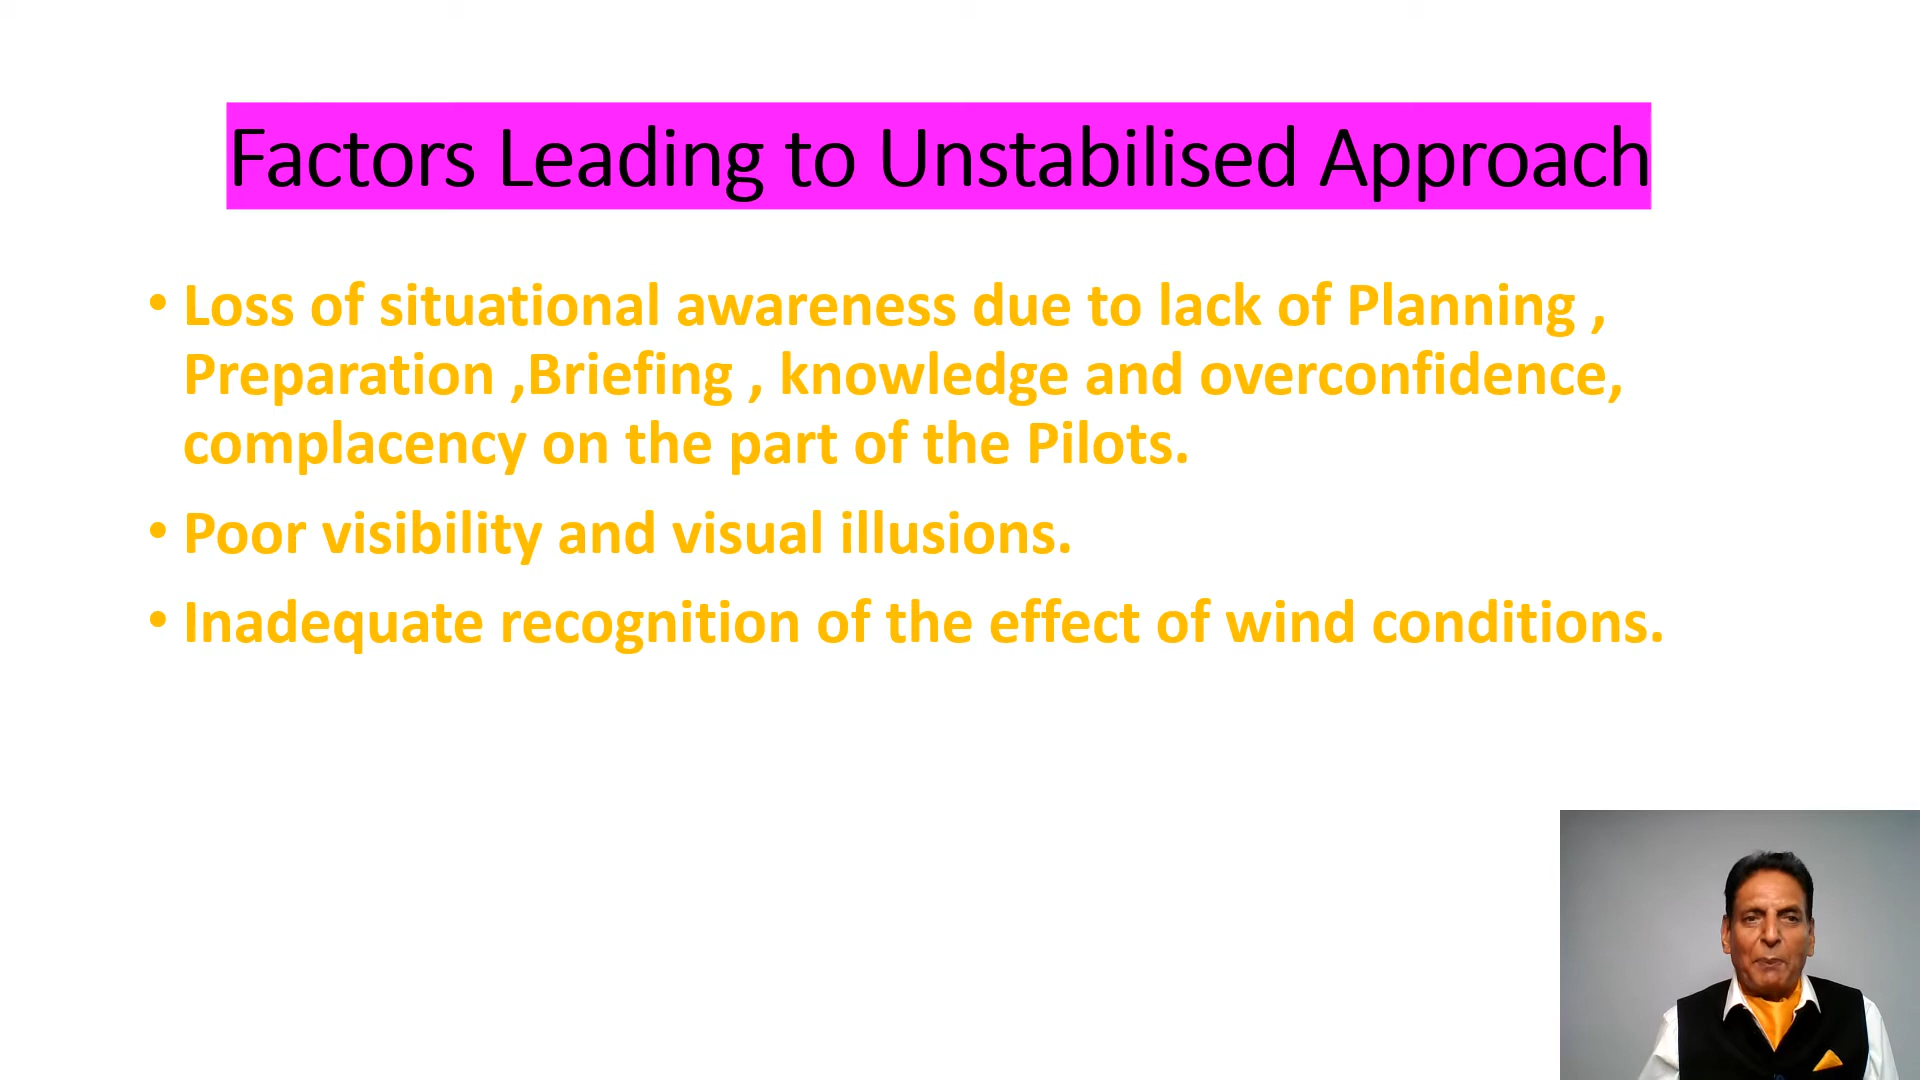 Factors Leading to Unstabilised Approach
• Loss of situational awareness due to lack of Planning ,
Preparation ,Briefing , knowledge and overconfidence,
complacency on the part of the Pilots.
• Poor visibility and visual illusions.
• Inadequate recognition of the effect of wind conditions.